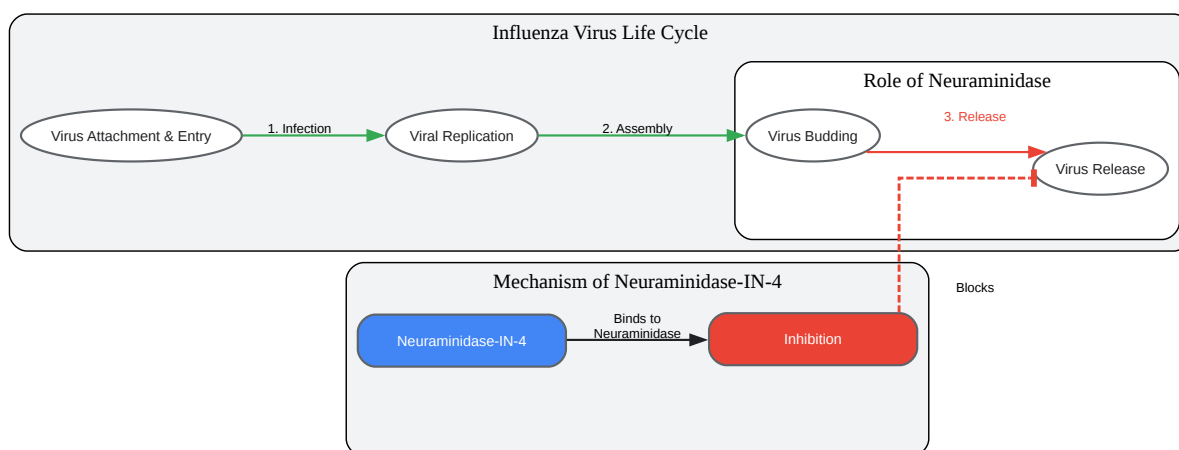 Influenza Virus Life Cycle
Role of Neuraminidase
Virus Attachment & Entry
1. Infection
Viral Replication
2. Assembly
Virus Budding
3. Release
Virus Release
Mechanism of Neuraminidase-IN-4
Blocks
Neuraminidase-IN-4
Binds to
Neuraminidase
Inhibition